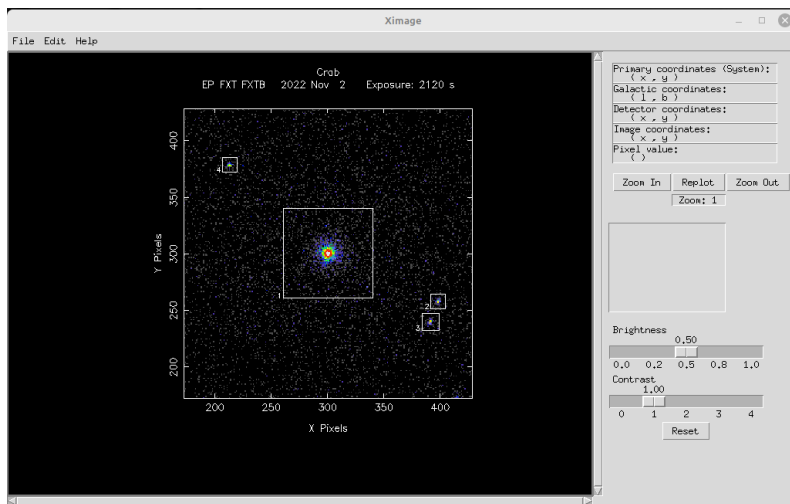 Ximage
File Edit Help
Crab
EP FXT FXTB 2022 Nov 2 Exposure: 2120 s
400
350
300
250
200
Y Pixels
4
1
2
3
200 250 300 350 400
X Pixels
Primary coordinates (System):
( x , y )
Galactic coordinates:
( l , b )
Detector coordinates:
( x , y )
Image coordinates:
( x , y )
Pixel value:
( )
Zoom In Replot Zoom Out
Zoom: 1
Brightness
0.50
0.0 0.2 0.5 0.8 1.0
Contrast
1.00
0 1 2 3 4
Reset